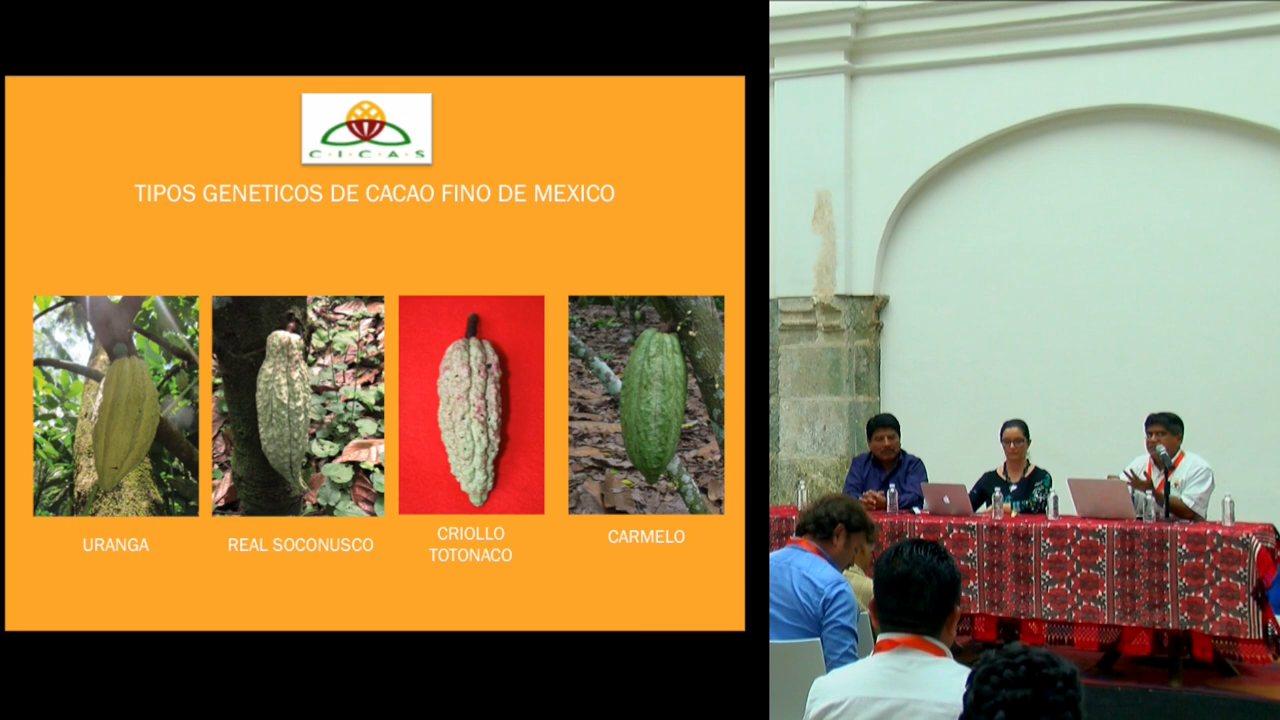 C·I·C·A·S
TIPOS GENETICOS DE CACAO FINO DE MEXICO
URANGA
REAL SOCONUSCO
CRIOLLO
TOTONACO
CARMELO